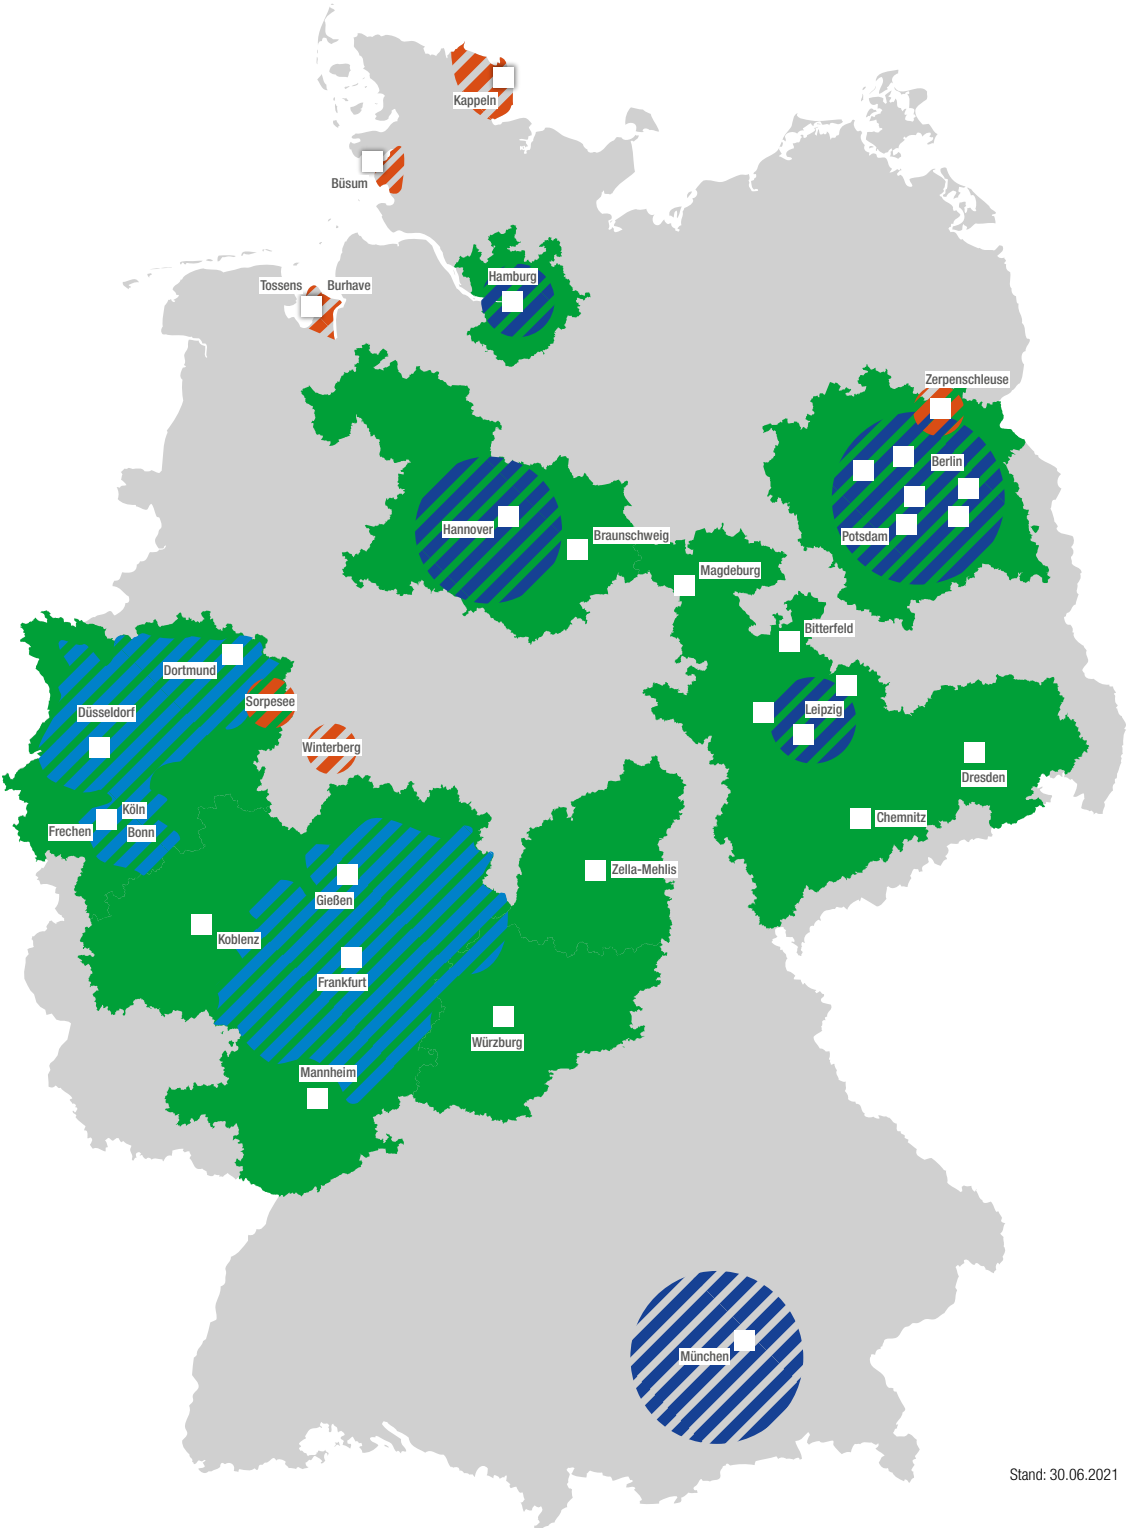 Kappeln
Büsum
Hamburg
Tossens
Burhave
Zerpenschleuse
Berlin
Hannover
Braunschweig
Potsdam
Magdeburg
Bitterfeld
Dortmund
Sorpesee
Düsseldorf
Leipzig
Winterberg
Dresden
Köln
Frechen
Bonn
Chemnitz
Zella-Mehlis
Gießen
Koblenz
Frankfurt
Würzburg
Mannheim
München
Stand: 30.06.2021